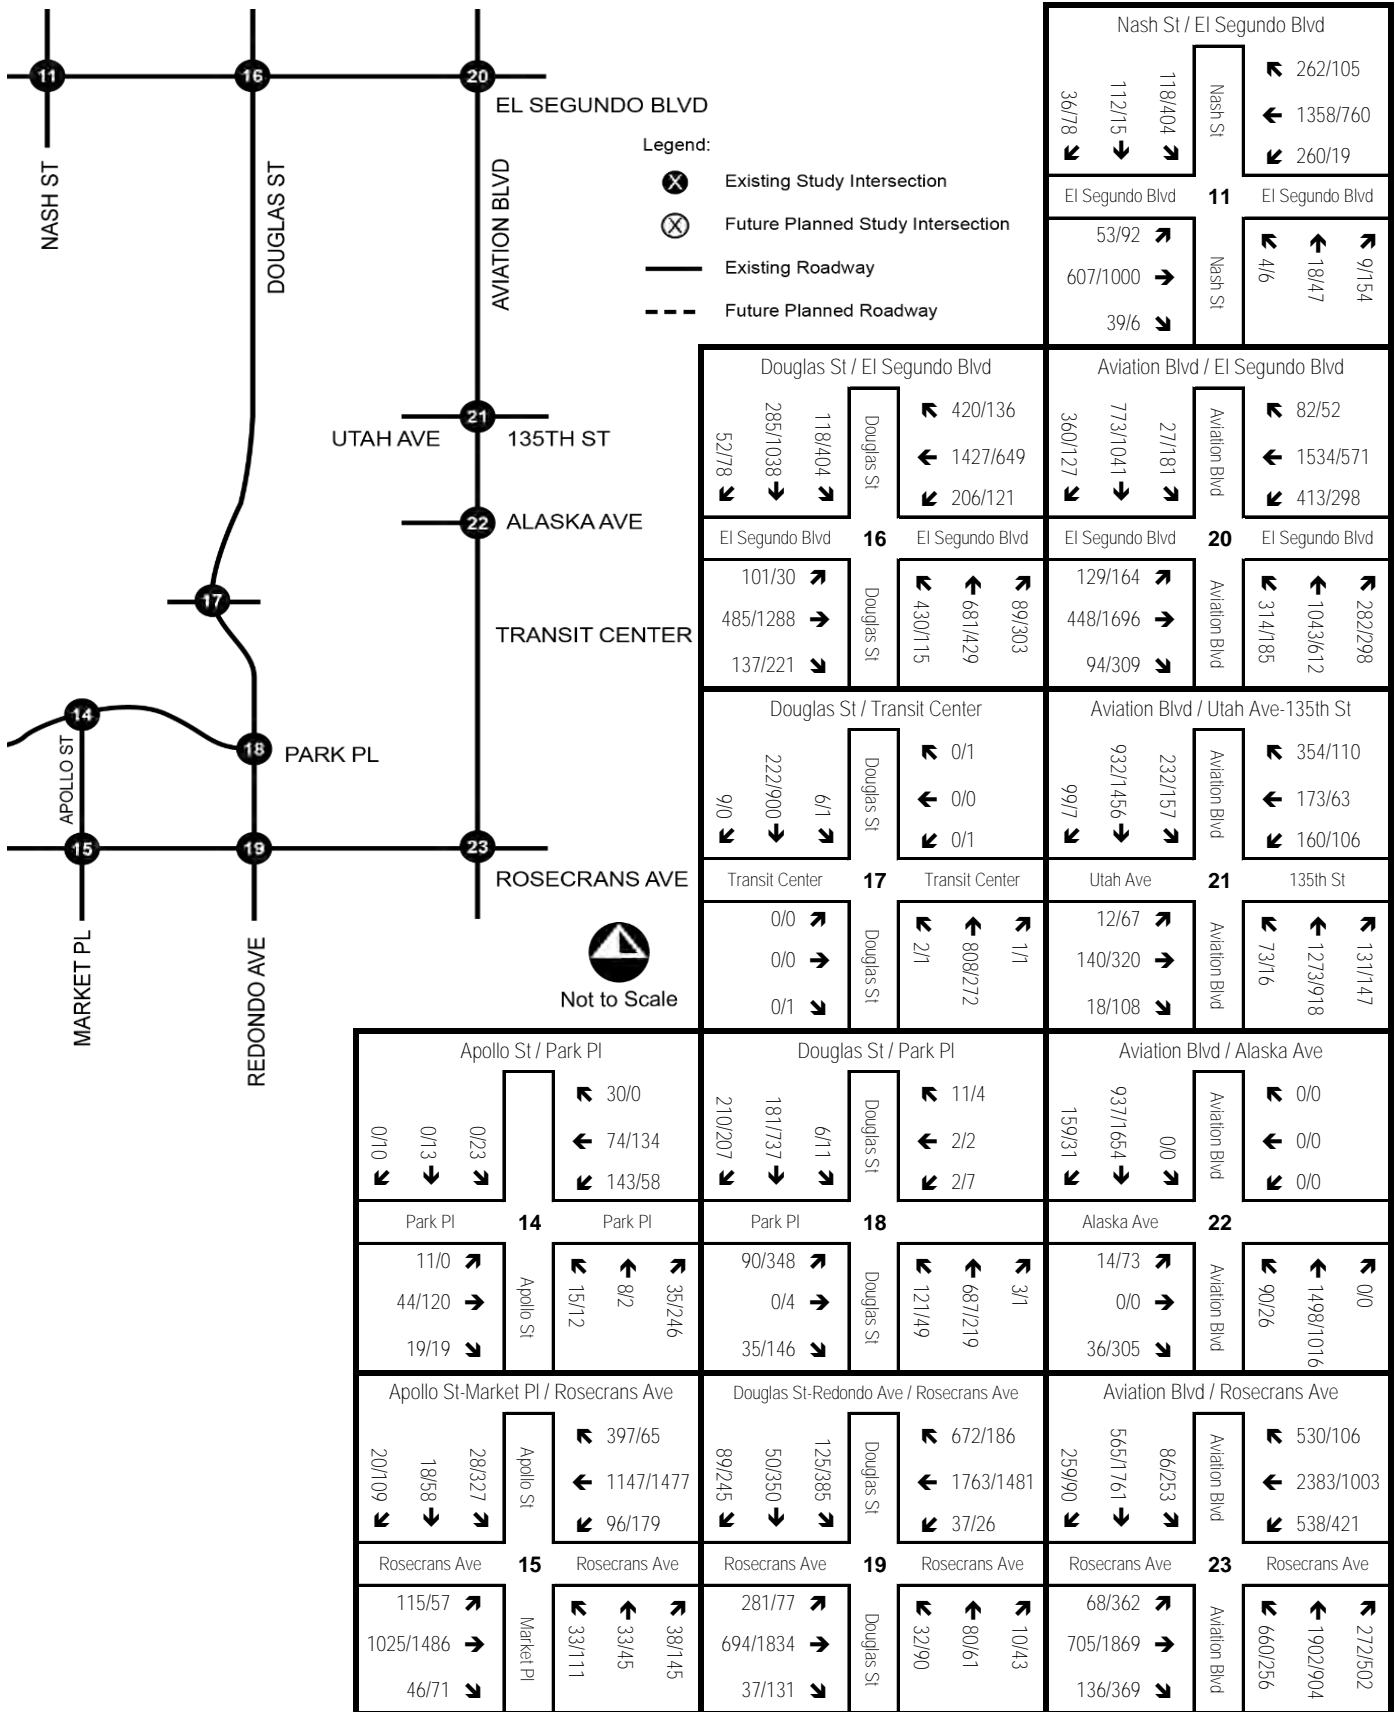 11
16
20
EL SEGUNDO BLVD
NASH ST
DOUGLAS ST
AVIATION BLVD
Legend:
X Existing Study Intersection
X Future Planned Study Intersection
Existing Roadway
Future Planned Roadway
21
UTAH AVE
135TH ST
22
ALASKA AVE
17
TRANSIT CENTER
14
APOLLO ST
18
PARK PL
15
19
23
ROSECRANS AVE
MARKET PL
REDONDO AVE
Not to Scale
Nash St / El Segundo Blvd
36/78
112/15
118/404
Nash St
262/105
1358/760
260/19
El Segundo Blvd 11 El Segundo Blvd
53/92
607/1000
39/6
Nash St
4/6
18/47
9/154
Douglas St / El Segundo Blvd
52/78
285/1038
118/404
Douglas St
420/136
1427/649
206/121
El Segundo Blvd 16 El Segundo Blvd
101/30
485/1288
137/221
Douglas St
430/115
681/429
89/303
Aviation Blvd / El Segundo Blvd
360/127
773/1041
27/181
Aviation Blvd
82/52
1534/571
413/298
El Segundo Blvd 20 El Segundo Blvd
129/164
448/1696
94/309
Aviation Blvd
314/185
1043/612
282/298
Douglas St / Transit Center
9/0
222/900
6/1
Douglas St
0/1
0/0
0/1
Transit Center 17 Transit Center
0/0
0/0
0/1
Douglas St
2/1
808/272
1/1
Aviation Blvd / Utah Ave-135th St
99/7
932/1456
232/157
Aviation Blvd
354/110
173/63
160/106
Utah Ave 21 135th St
12/67
140/320
18/108
Aviation Blvd
73/16
1273/918
131/147
Apollo St / Park Pl
0/10
0/13
0/23
30/0
74/134
143/58
Park Pl 14 Park Pl
11/0
44/120
19/19
Apollo St
15/12
8/2
35/246
Douglas St / Park Pl
210/207
181/737
6/11
Douglas St
11/4
2/2
2/7
Park Pl 18
90/348
0/4
35/146
Douglas St
121/49
687/219
3/1
Aviation Blvd / Alaska Ave
159/31
937/1654
0/0
Aviation Blvd
0/0
0/0
0/0
Alaska Ave 22
14/73
0/0
36/305
Aviation Blvd
90/26
1498/1016
0/0
Apollo St-Market Pl / Rosecrans Ave
20/109
18/58
28/327
Apollo St
397/65
1147/1477
96/179
Rosecrans Ave 15 Rosecrans Ave
115/57
1025/1486
46/71
Market Pl
33/111
33/45
38/145
Douglas St-Redondo Ave / Rosecrans Ave
89/245
50/350
125/385
Douglas St
672/186
1763/1481
37/26
Rosecrans Ave 19 Rosecrans Ave
281/77
694/1834
37/131
Douglas St
32/90
80/61
10/43
Aviation Blvd / Rosecrans Ave
259/90
565/1761
86/253
Aviation Blvd
530/106
2383/1003
538/421
Rosecrans Ave 23 Rosecrans Ave
68/362
705/1869
136/369
Aviation Blvd
660/256
1902/904
272/502